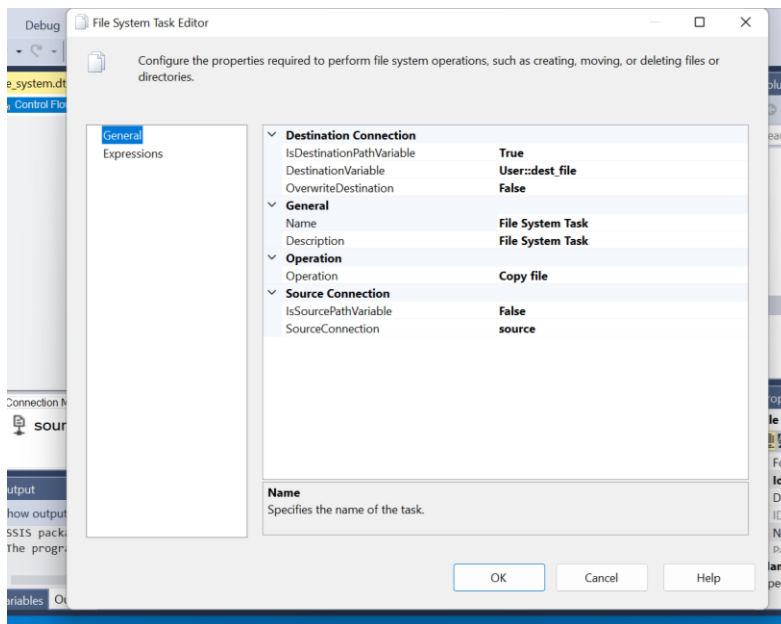 Debug
File System Task Editor
Configure the properties required to perform file system operations, such as creating, moving, or deleting files or
directories.
e_system.dt
Control Flo
General
Expressions
Destination Connection
IsDestinationPathVariable True
DestinationVariable User::dest_file
OverwriteDestination False
General
Name File System Task
Description File System Task
Operation
Operation Copy file
Source Connection
IsSourcePathVariable False
SourceConnection source
Name
Specifies the name of the task.
OK Cancel Help
Connection M
sour
utput
how output
SSIS packa
The progra
ariables Ou